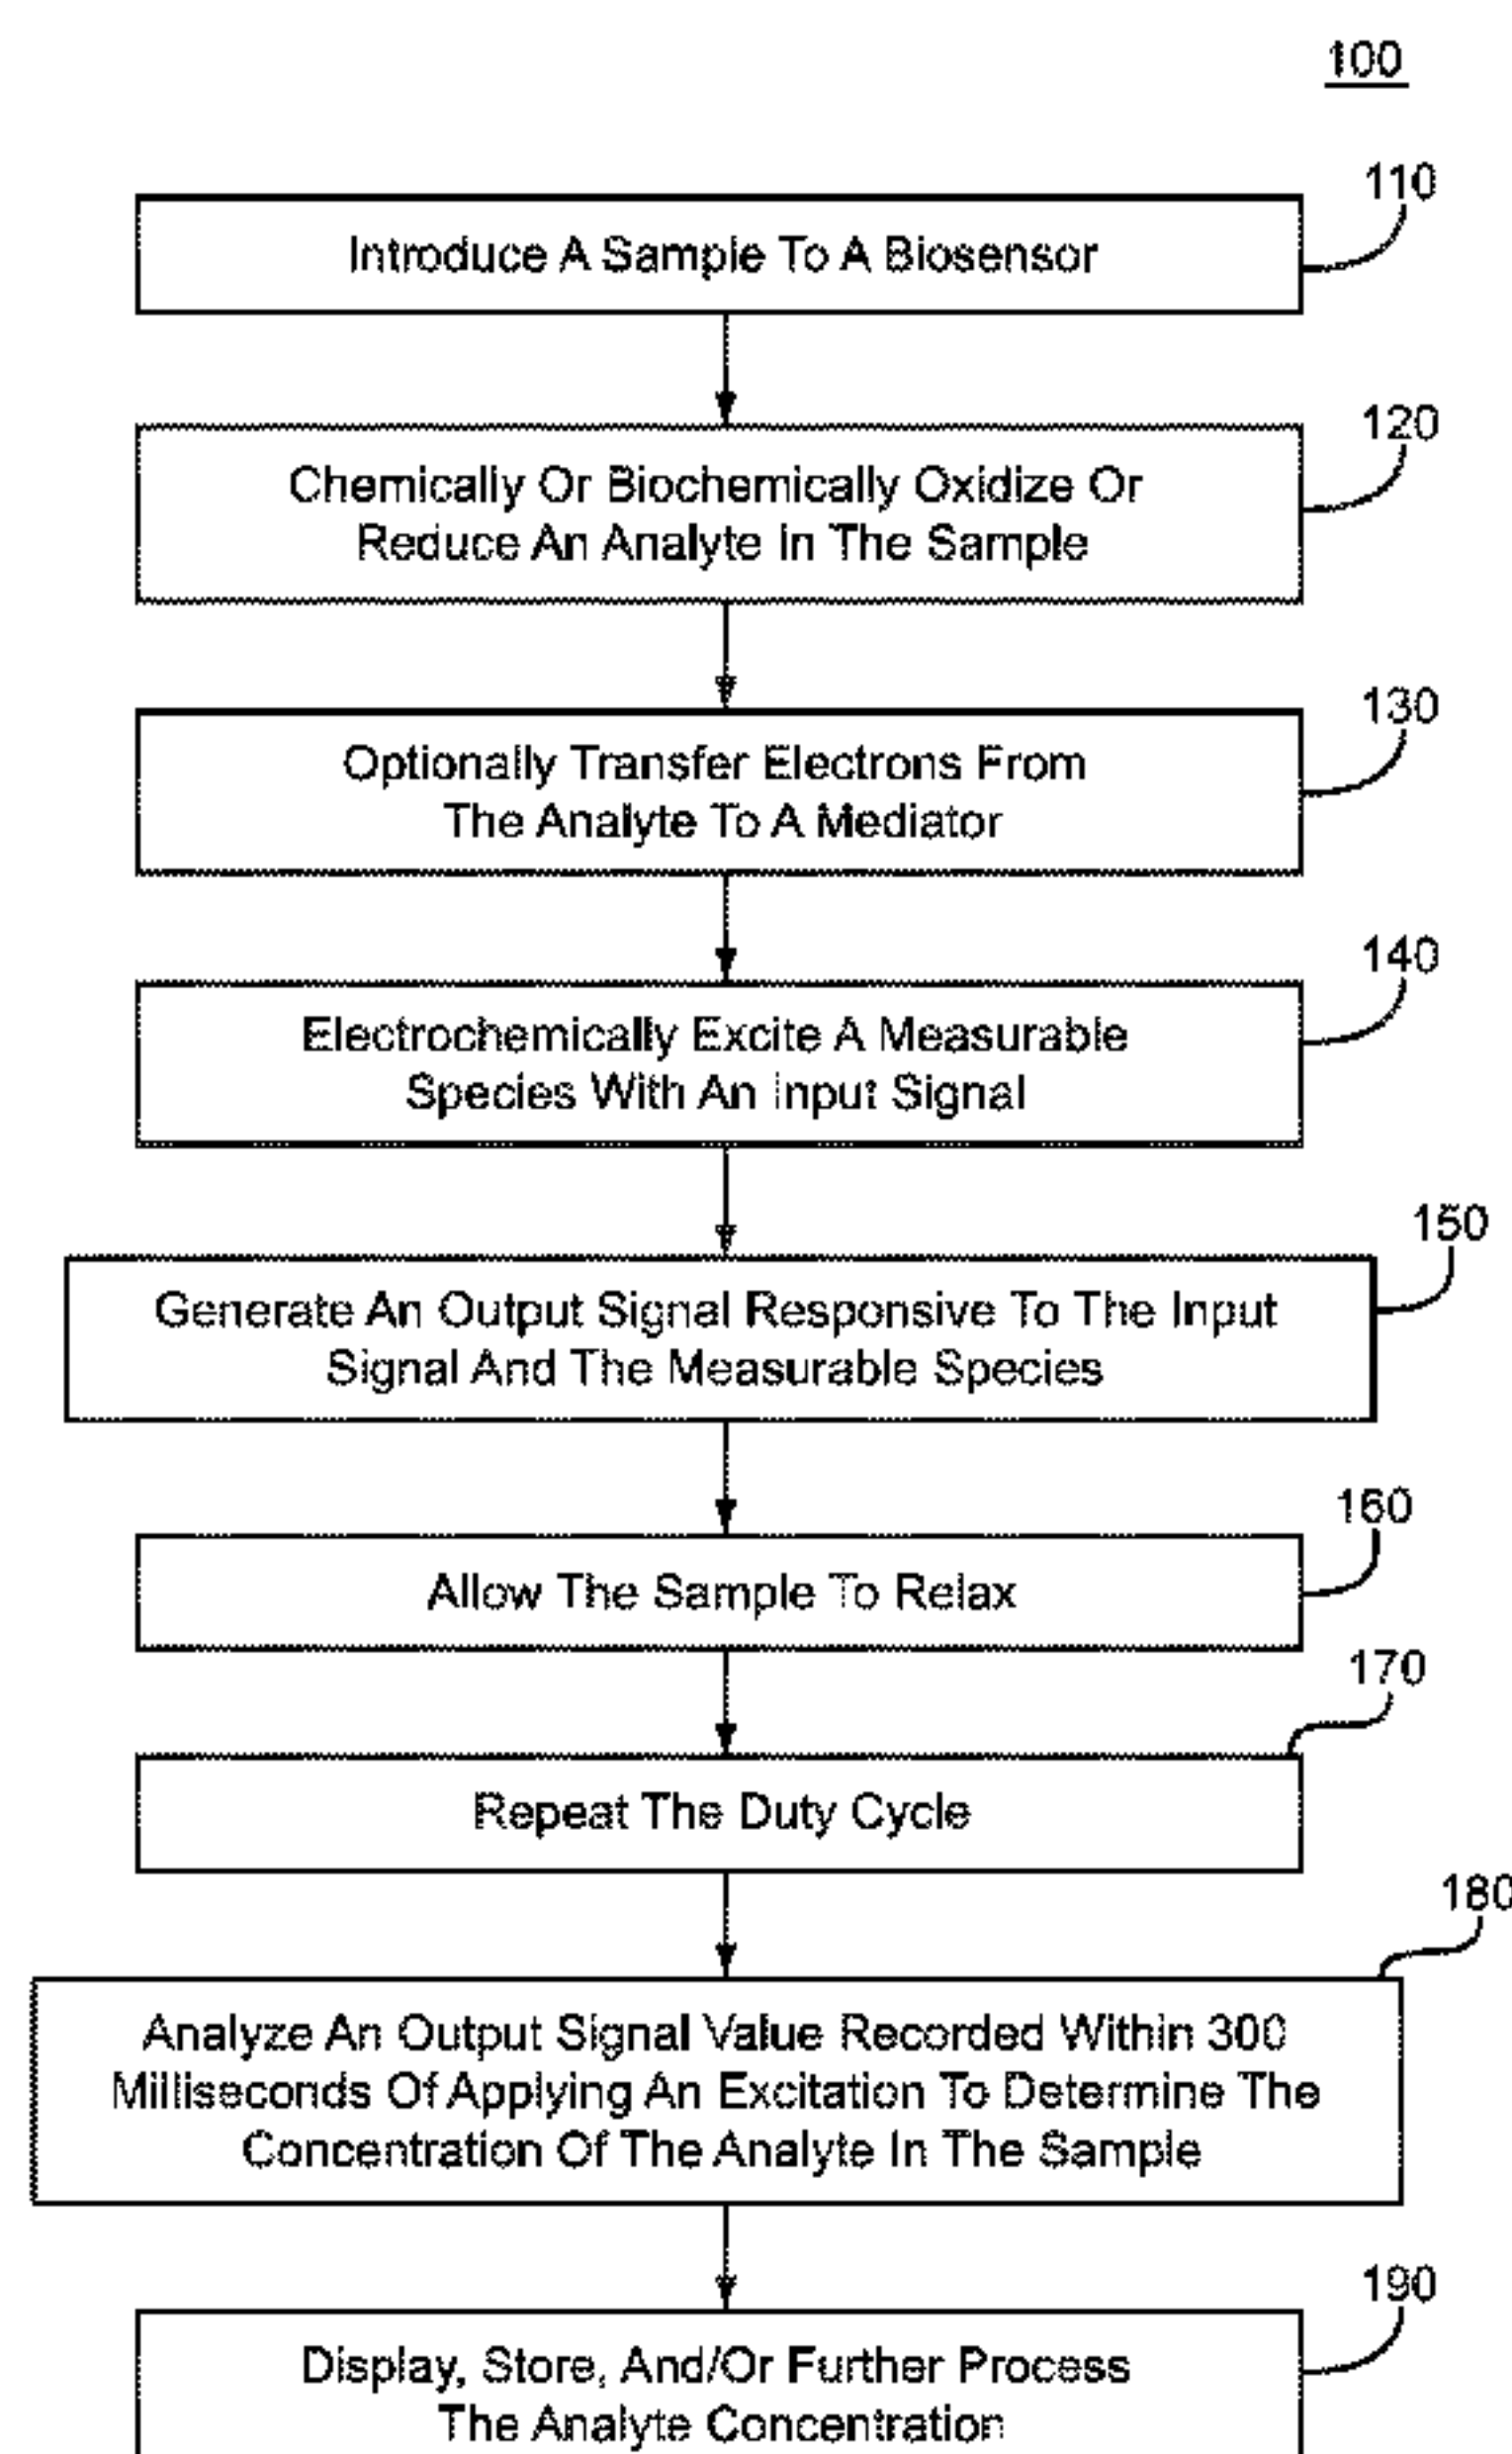 100
110
Introduce A Sample To A Biosensor
120
Chemically Or Biochemically Oxidize Or
Reduce An Analyte In The Sample
130
Optionally Transfer Electrons From
The Analyte To A Mediator
140
Electrochemically Excite A Measurable
Species With An Input Signal
150
Generate An Output Signal Responsive To The Input
Signal And The Measurable Species
160
Allow The Sample To Relax
170
Repeat The Duty Cycle
180
Analyze An Output Signal Value Recorded Within 300
Milliseconds Of Applying An Excitation To Determine The
Concentration Of The Analyte In The Sample
190
Display, Store, And/Or Further Process
The Analyte Concentration